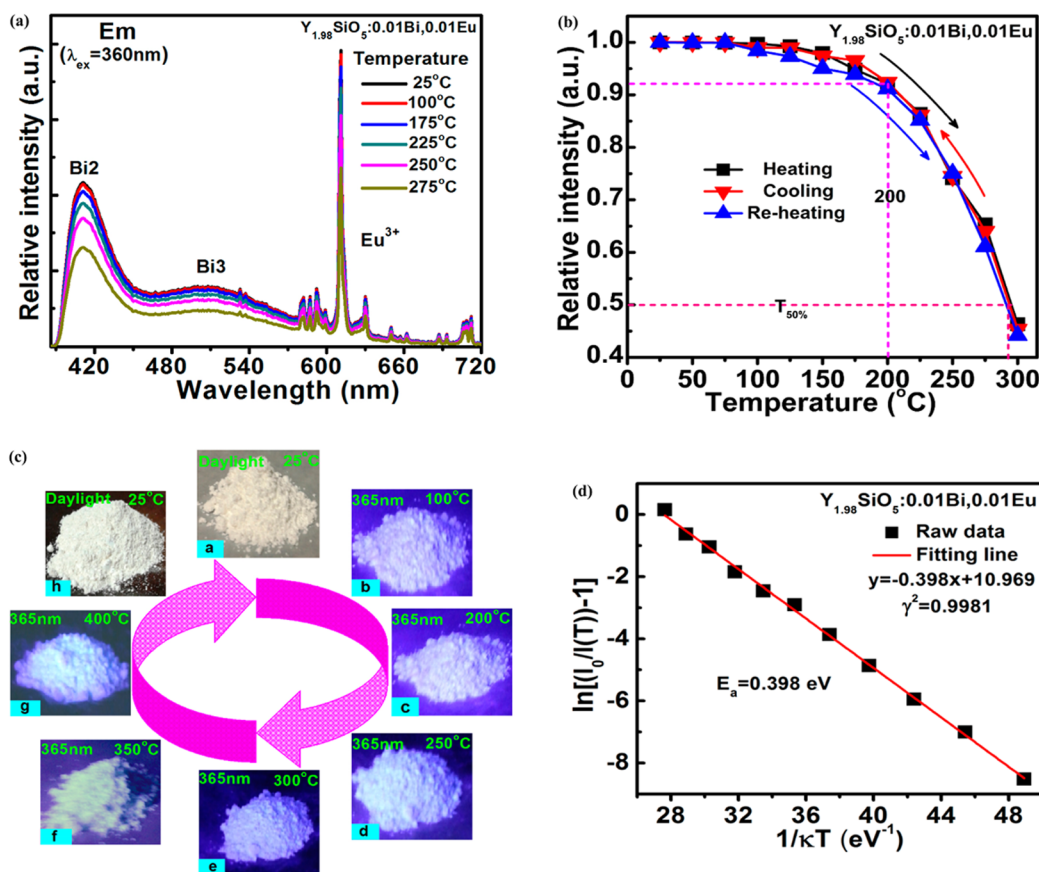 (a)
Em
(λex=360nm)
Y1.98SiO5:0.01Bi,0.01Eu
Temperature
25°C
100°C
175°C
225°C
250°C
275°C
Bi2
Bi3
Eu3+
Relative intensity (a.u.)
420 480 540 600 660 720
Wavelength (nm)
(b)
Y1.98SiO5:0.01Bi,0.01Eu
1.0
0.9
0.8
0.7
0.6
0.5
0.4
Heating
Cooling
Re-heating
200
T50%
Relative intensity (a.u.)
0 50 100 150 200 250 300
Temperature (°C)
(c)
Daylight 25°C
a
365nm 100°C
b
365nm 200°C
c
365nm 250°C
d
365nm 300°C
e
365nm 350°C
f
365nm 400°C
g
Daylight 25°C
h
(d)
Y1.98SiO5:0.01Bi,0.01Eu
Raw data
Fitting line
y=-0.398x+10.969
γ2=0.9981
Ea=0.398 eV
0
-2
-4
-6
-8
ln[(I0/I(T))-1]
28 32 36 40 44 48
1/κT (eV-1)